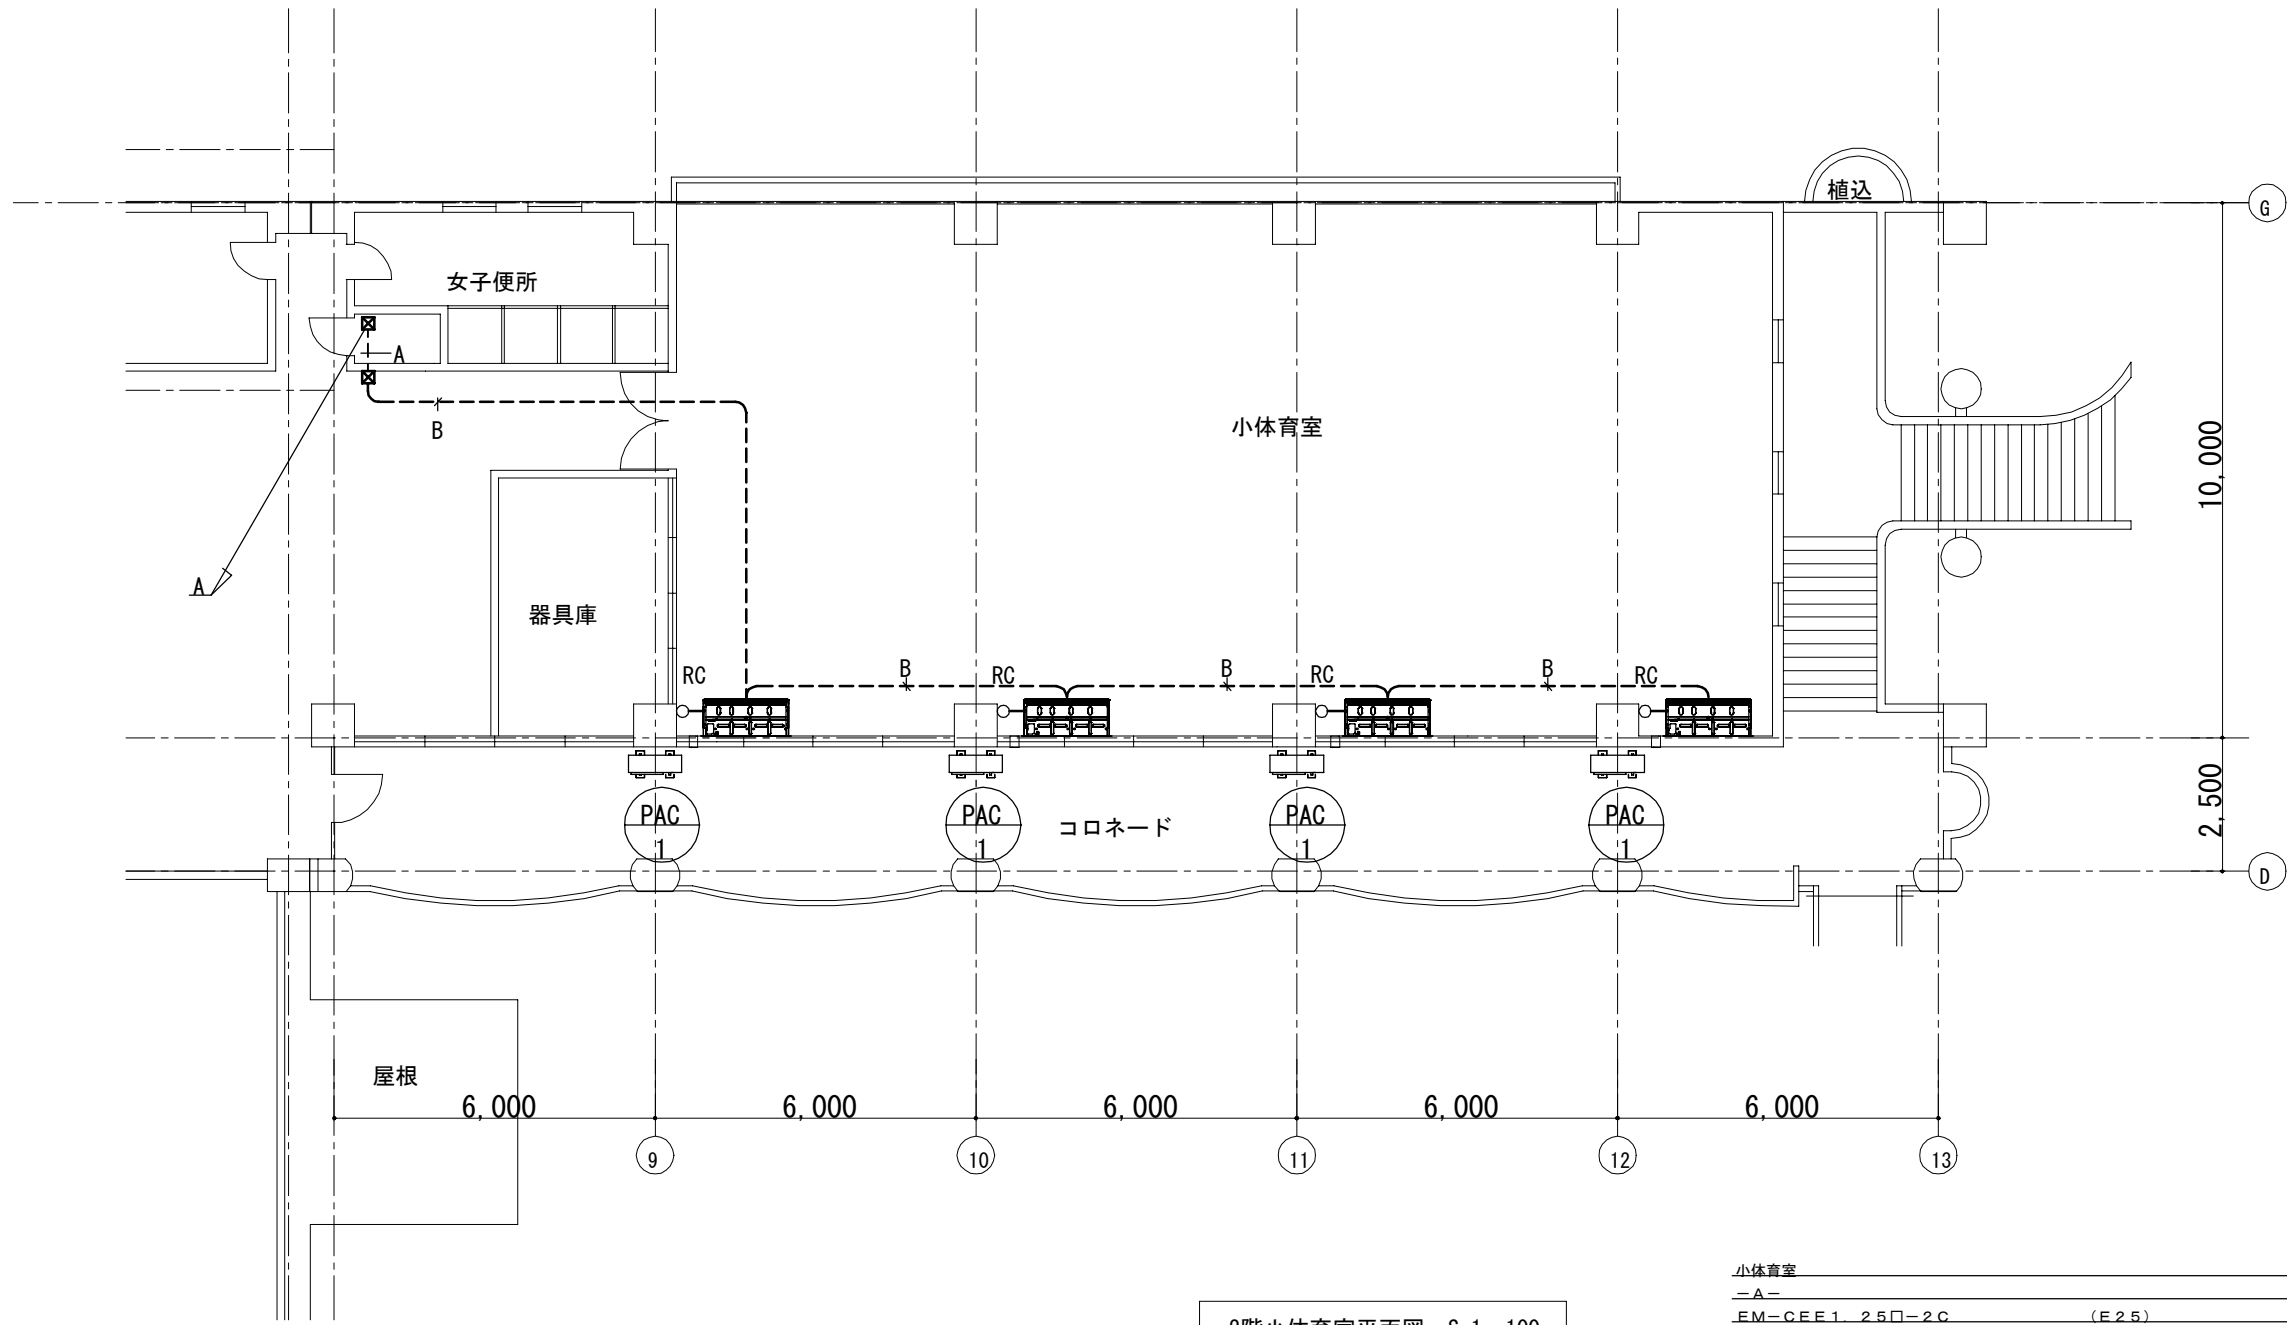 植込
G
女子便所
A
B
小体育室
10,000
A
器具庫
RC
B
RC
B
RC
B
RC
2,500
PAC
1
PAC
1
コロネード
PAC
1
PAC
1
D
屋根
6,000
6,000
6,000
6,000
6,000
9
10
11
12
13
小体育室
－A－
EM－CEE1.25□－2C (E25)